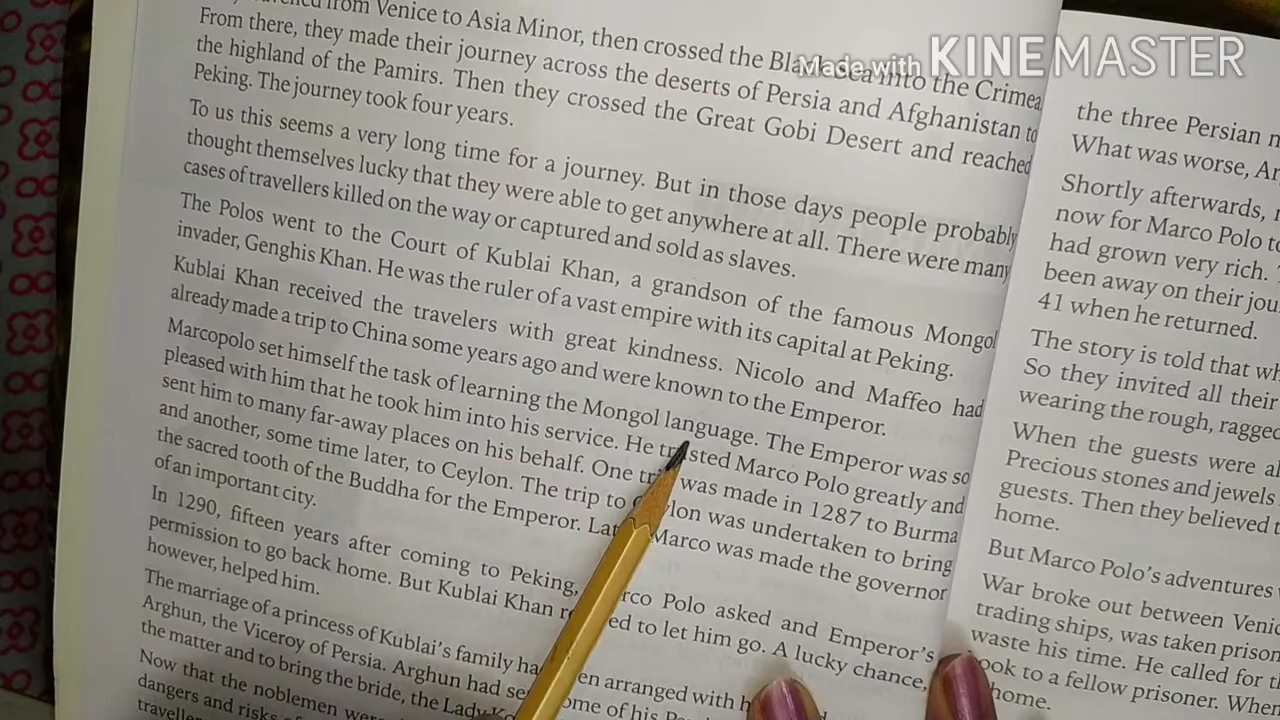 from Venice to Asia Minor, then crossed the Black Sea into the Crimea
From there, they made their journey across the deserts of Persia and Afghanistan to
the highland of the Pamirs. Then they crossed the Great Gobi Desert and reached
Peking. The journey took four years.
To us this seems a very long time for a journey. But in those days people probably
thought themselves lucky that they were able to get anywhere at all. There were many
cases of travellers killed on the way or captured and sold as slaves.
The Polos went to the Court of Kublai Khan, a grandson of the famous Mongol
invader, Genghis Khan. He was the ruler of a vast empire with its capital at Peking.
Kublai Khan received the travelers with great kindness. Nicolo and Maffeo had
already made a trip to China some years ago and were known to the Emperor.
Marcopolo set himself the task of learning the Mongol language. The Emperor was so
pleased with him that he took him into his service. He trusted Marco Polo greatly and
sent him to many far-away places on his behalf. One trip was made in 1287 to Burma
and another, some time later, to Ceylon. The trip to Ceylon was undertaken to bring
the sacred tooth of the Buddha for the Emperor. Later Marco was made the governor
of an important city.
In 1290, fifteen years after coming to Peking, Marco Polo asked and Emperor's
permission to go back home. But Kublai Khan refused to let him go. A lucky chance,
however, helped him.
The marriage of a princess of Kublai's family had been arranged with
Arghun, the Viceroy of Persia. Arghun had sent some of his
the matter and to bring the bride, the Lady
Now that the noblemen were
dangers and risks
Made with KINEMASTER
the three Persian
What was worse,
Shortly afterwards,
now for Marco Polo to
had grown very rich.
been away on their
41 when he returned.
The story is told that
So they invited all their
wearing the rough, ragged
When the guests were
Precious stones and jewels
guests. Then they believed
home.
But Marco Polo's adventures
War broke out between
trading ships, was taken
waste his time. He called for
to a fellow prisoner. When
home.